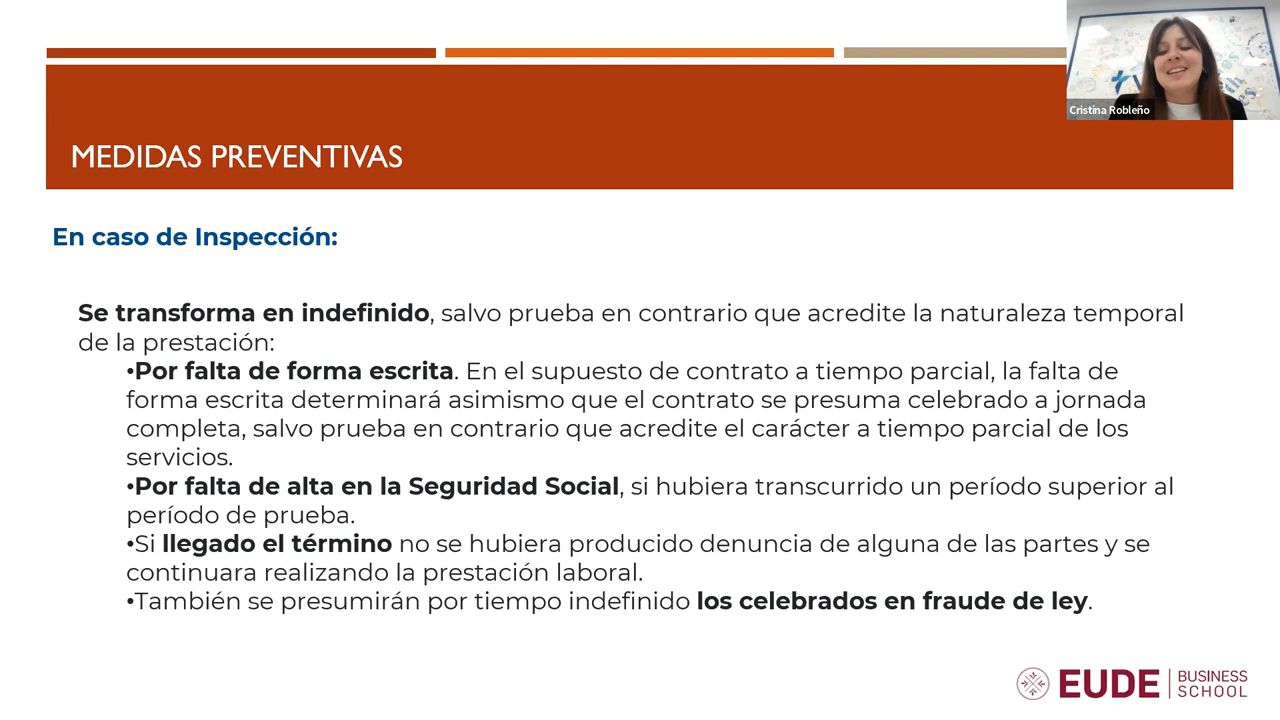 Cristina Robleño
MEDIDAS PREVENTIVAS
En caso de Inspección:
Se transforma en indefinido, salvo prueba en contrario que acredite la naturaleza temporal
de la prestación:
•Por falta de forma escrita. En el supuesto de contrato a tiempo parcial, la falta de
forma escrita determinará asimismo que el contrato se presuma celebrado a jornada
completa, salvo prueba en contrario que acredite el carácter a tiempo parcial de los
servicios.
•Por falta de alta en la Seguridad Social, si hubiera transcurrido un período superior al
período de prueba.
•Si llegado el término no se hubiera producido denuncia de alguna de las partes y se
continuara realizando la prestación laboral.
•También se presumirán por tiempo indefinido los celebrados en fraude de ley.
EUDE BUSINESS
SCHOOL